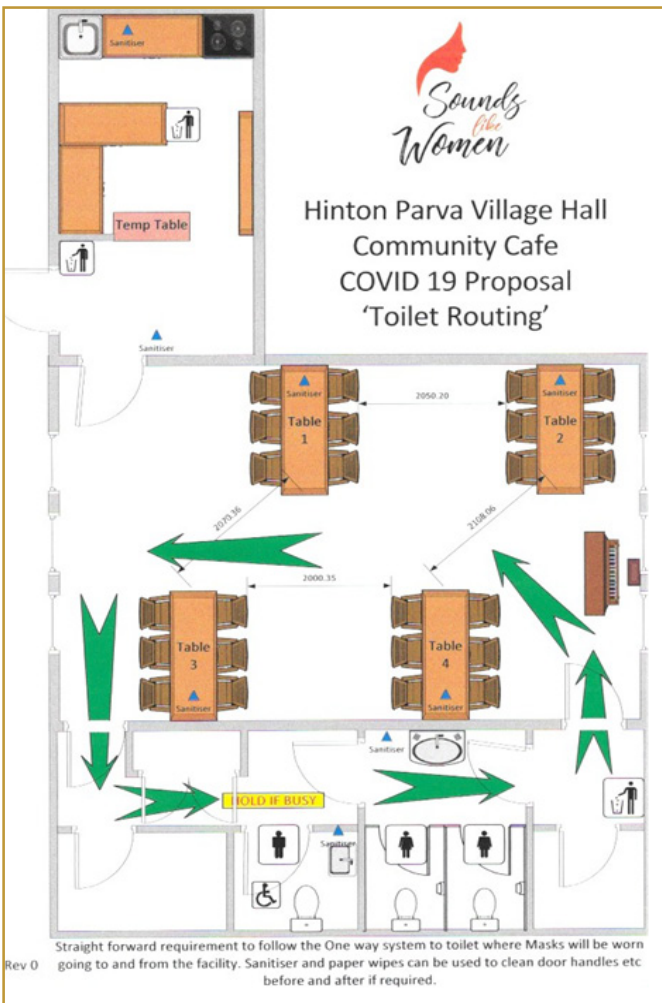 Sanitiser
Sounds
like
Women
Hinton Parva Village Hall
Community Cafe
COVID 19 Proposal
'Toilet Routing'
Temp Table
Sanitiser
Sanitiser
Table
1
2050.20
Sanitiser
Table
2
2070.36
2108.06
2000.35
Table
3
Sanitiser
Table
4
Sanitiser
Sanitiser
HOLD IF BUSY
Sanitiser
Straight forward requirement to follow the One way system to toilet where Masks will be worn
Rev 0 going to and from the facility. Sanitiser and paper wipes can be used to clean door handles etc
before and after if required.